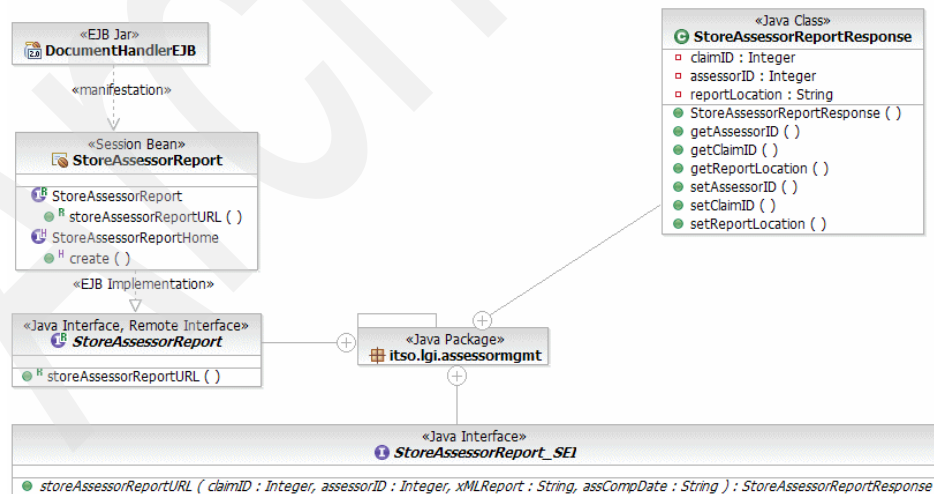 «EJB Jar»
DocumentHandlerEJB
«manifestation»
«Session Bean»
StoreAssessorReport
StoreAssessorReport
storeAssessorReportURL ( )
StoreAssessorReportHome
create ( )
«EJB Implementation»
«Java Interface, Remote Interface»
StoreAssessorReport
storeAssessorReportURL ( )
«Java Class»
StoreAssessorReportResponse
claimID : Integer
assessorID : Integer
reportLocation : String
StoreAssessorReportResponse ( )
getAssessorID ( )
getClaimID ( )
getReportLocation ( )
setAssessorID ( )
setClaimID ( )
setReportLocation ( )
«Java Package»
itso.lgi.assessormgmt
«Java Interface»
StoreAssessorReport_SEI
storeAssessorReportURL ( claimID : Integer, assessorID : Integer, xMLReport : String, assCompDate : String ) : StoreAssessorReportResponse